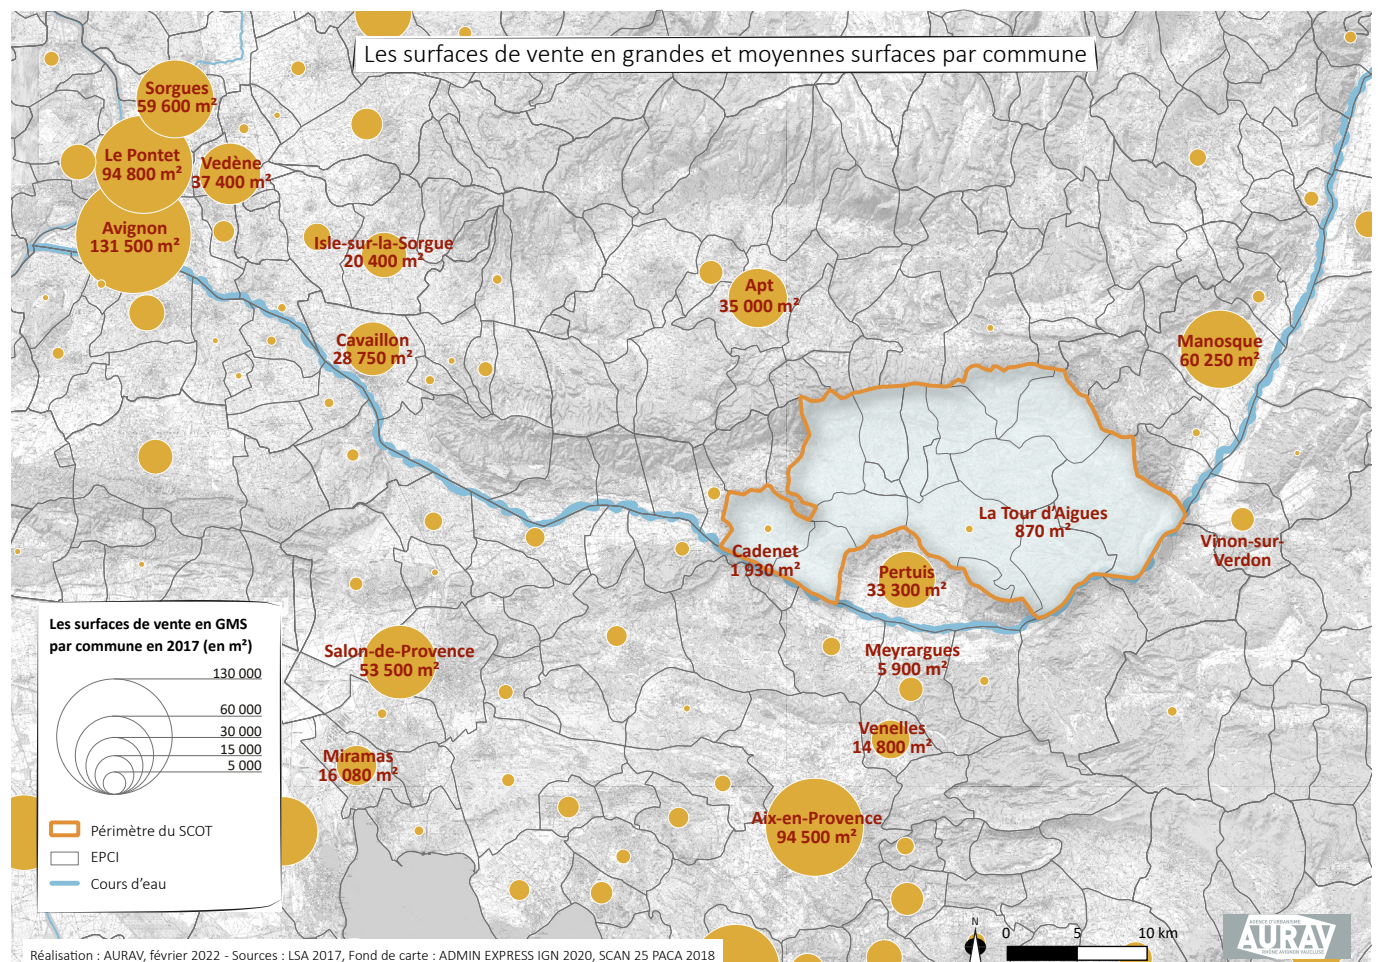 Les surfaces de vente en grandes et moyennes surfaces par commune
Sorgues
59 600 m²
Le Pontet
94 800 m²
Vedène
37 400 m²
Avignon
131 500 m²
Isle-sur-la-Sorgue
20 400 m²
Apt
35 000 m²
Cavaillon
28 750 m²
Manosque
60 250 m²
La Tour d'Aigues
870 m²
Vinon-sur-
Verdon
Cadenet
1 930 m²
Pertuis
33 300 m²
Meyrargues
5 900 m²
Salon-de-Provence
53 500 m²
Venelles
14 800 m²
Miramas
16 080 m²
Aix-en-Provence
94 500 m²
Les surfaces de vente en GMS
par commune en 2017 (en m²)
130 000
60 000
30 000
15 000
5 000
Périmètre du SCOT
EPCI
Cours d'eau
N
0 5 10 km
AGENCE D'URBANISME
AURAV
RHÔNE AVIGNON VAUCLUSE
Réalisation : AURAV, février 2022 - Sources : LSA 2017, Fond de carte : ADMIN EXPRESS IGN 2020, SCAN 25 PACA 2018